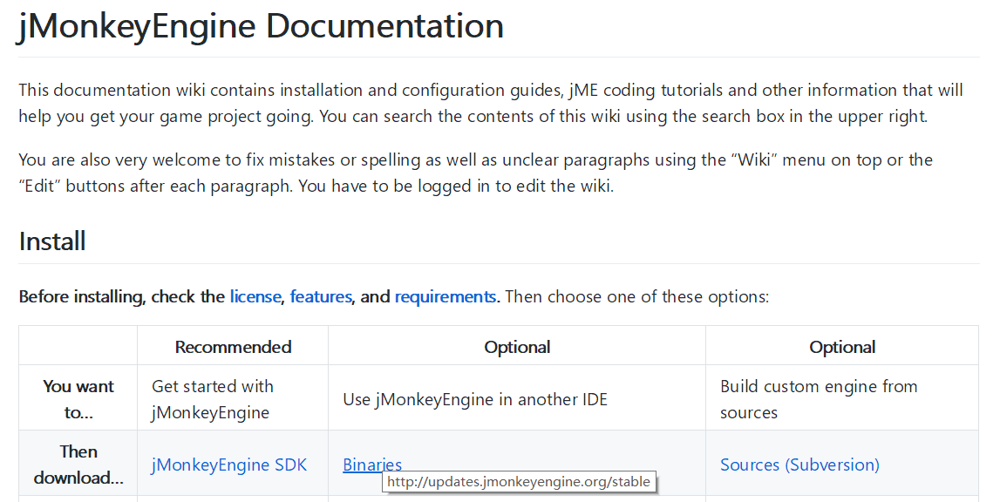 jMonkeyEngine Documentation
This documentation wiki contains installation and configuration guides, jME coding tutorials and other information that will
help you get your game project going. You can search the contents of this wiki using the search box in the upper right.
You are also very welcome to fix mistakes or spelling as well as unclear paragraphs using the “Wiki” menu on top or the
“Edit” buttons after each paragraph. You have to be logged in to edit the wiki.
Install
Before installing, check the license, features, and requirements. Then choose one of these options:
Recommended Optional Optional
You want
to...
Get started with
jMonkeyEngine
Use jMonkeyEngine in another IDE
Build custom engine from
sources
Then
download...
jMonkeyEngine SDK
Binaries
Sources (Subversion)
http://updates.jmonkeyengine.org/stable